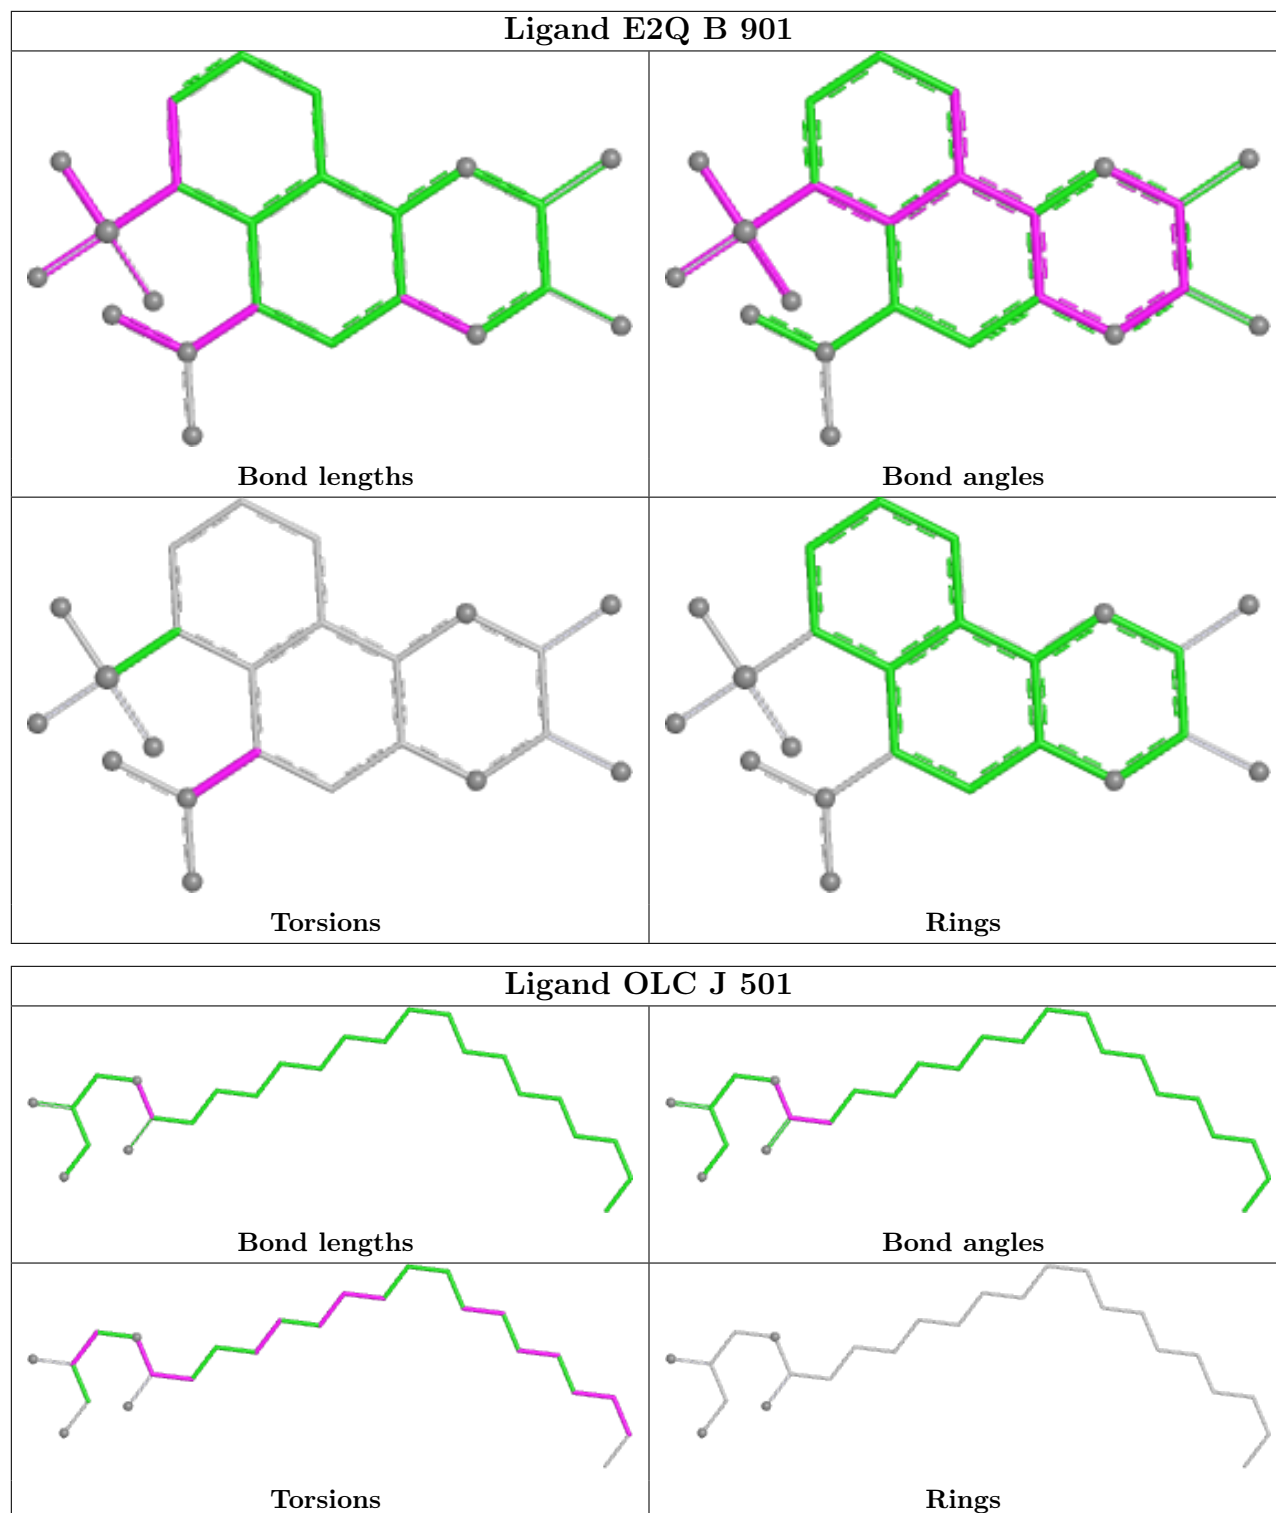 Ligand E2Q B 901
Bond lengths
Bond angles
Torsions
Rings
Ligand OLC J 501
Bond lengths
Bond angles
Torsions
Rings